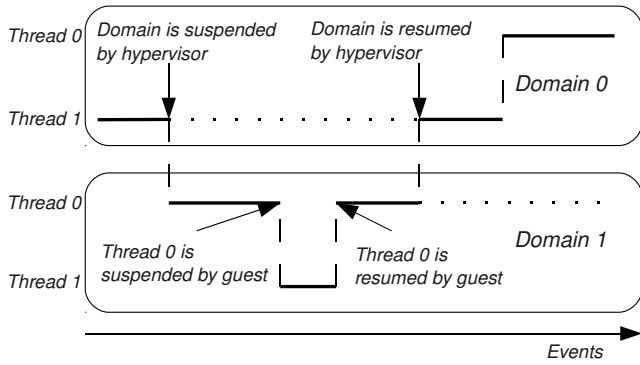 Thread 0
Domain is suspended
by hypervisor
Domain is resumed
by hypervisor
Domain 0
Thread 1
Thread 0
Thread 0 is
suspended by guest
Thread 0 is
resumed by guest
Domain 1
Thread 1
Events